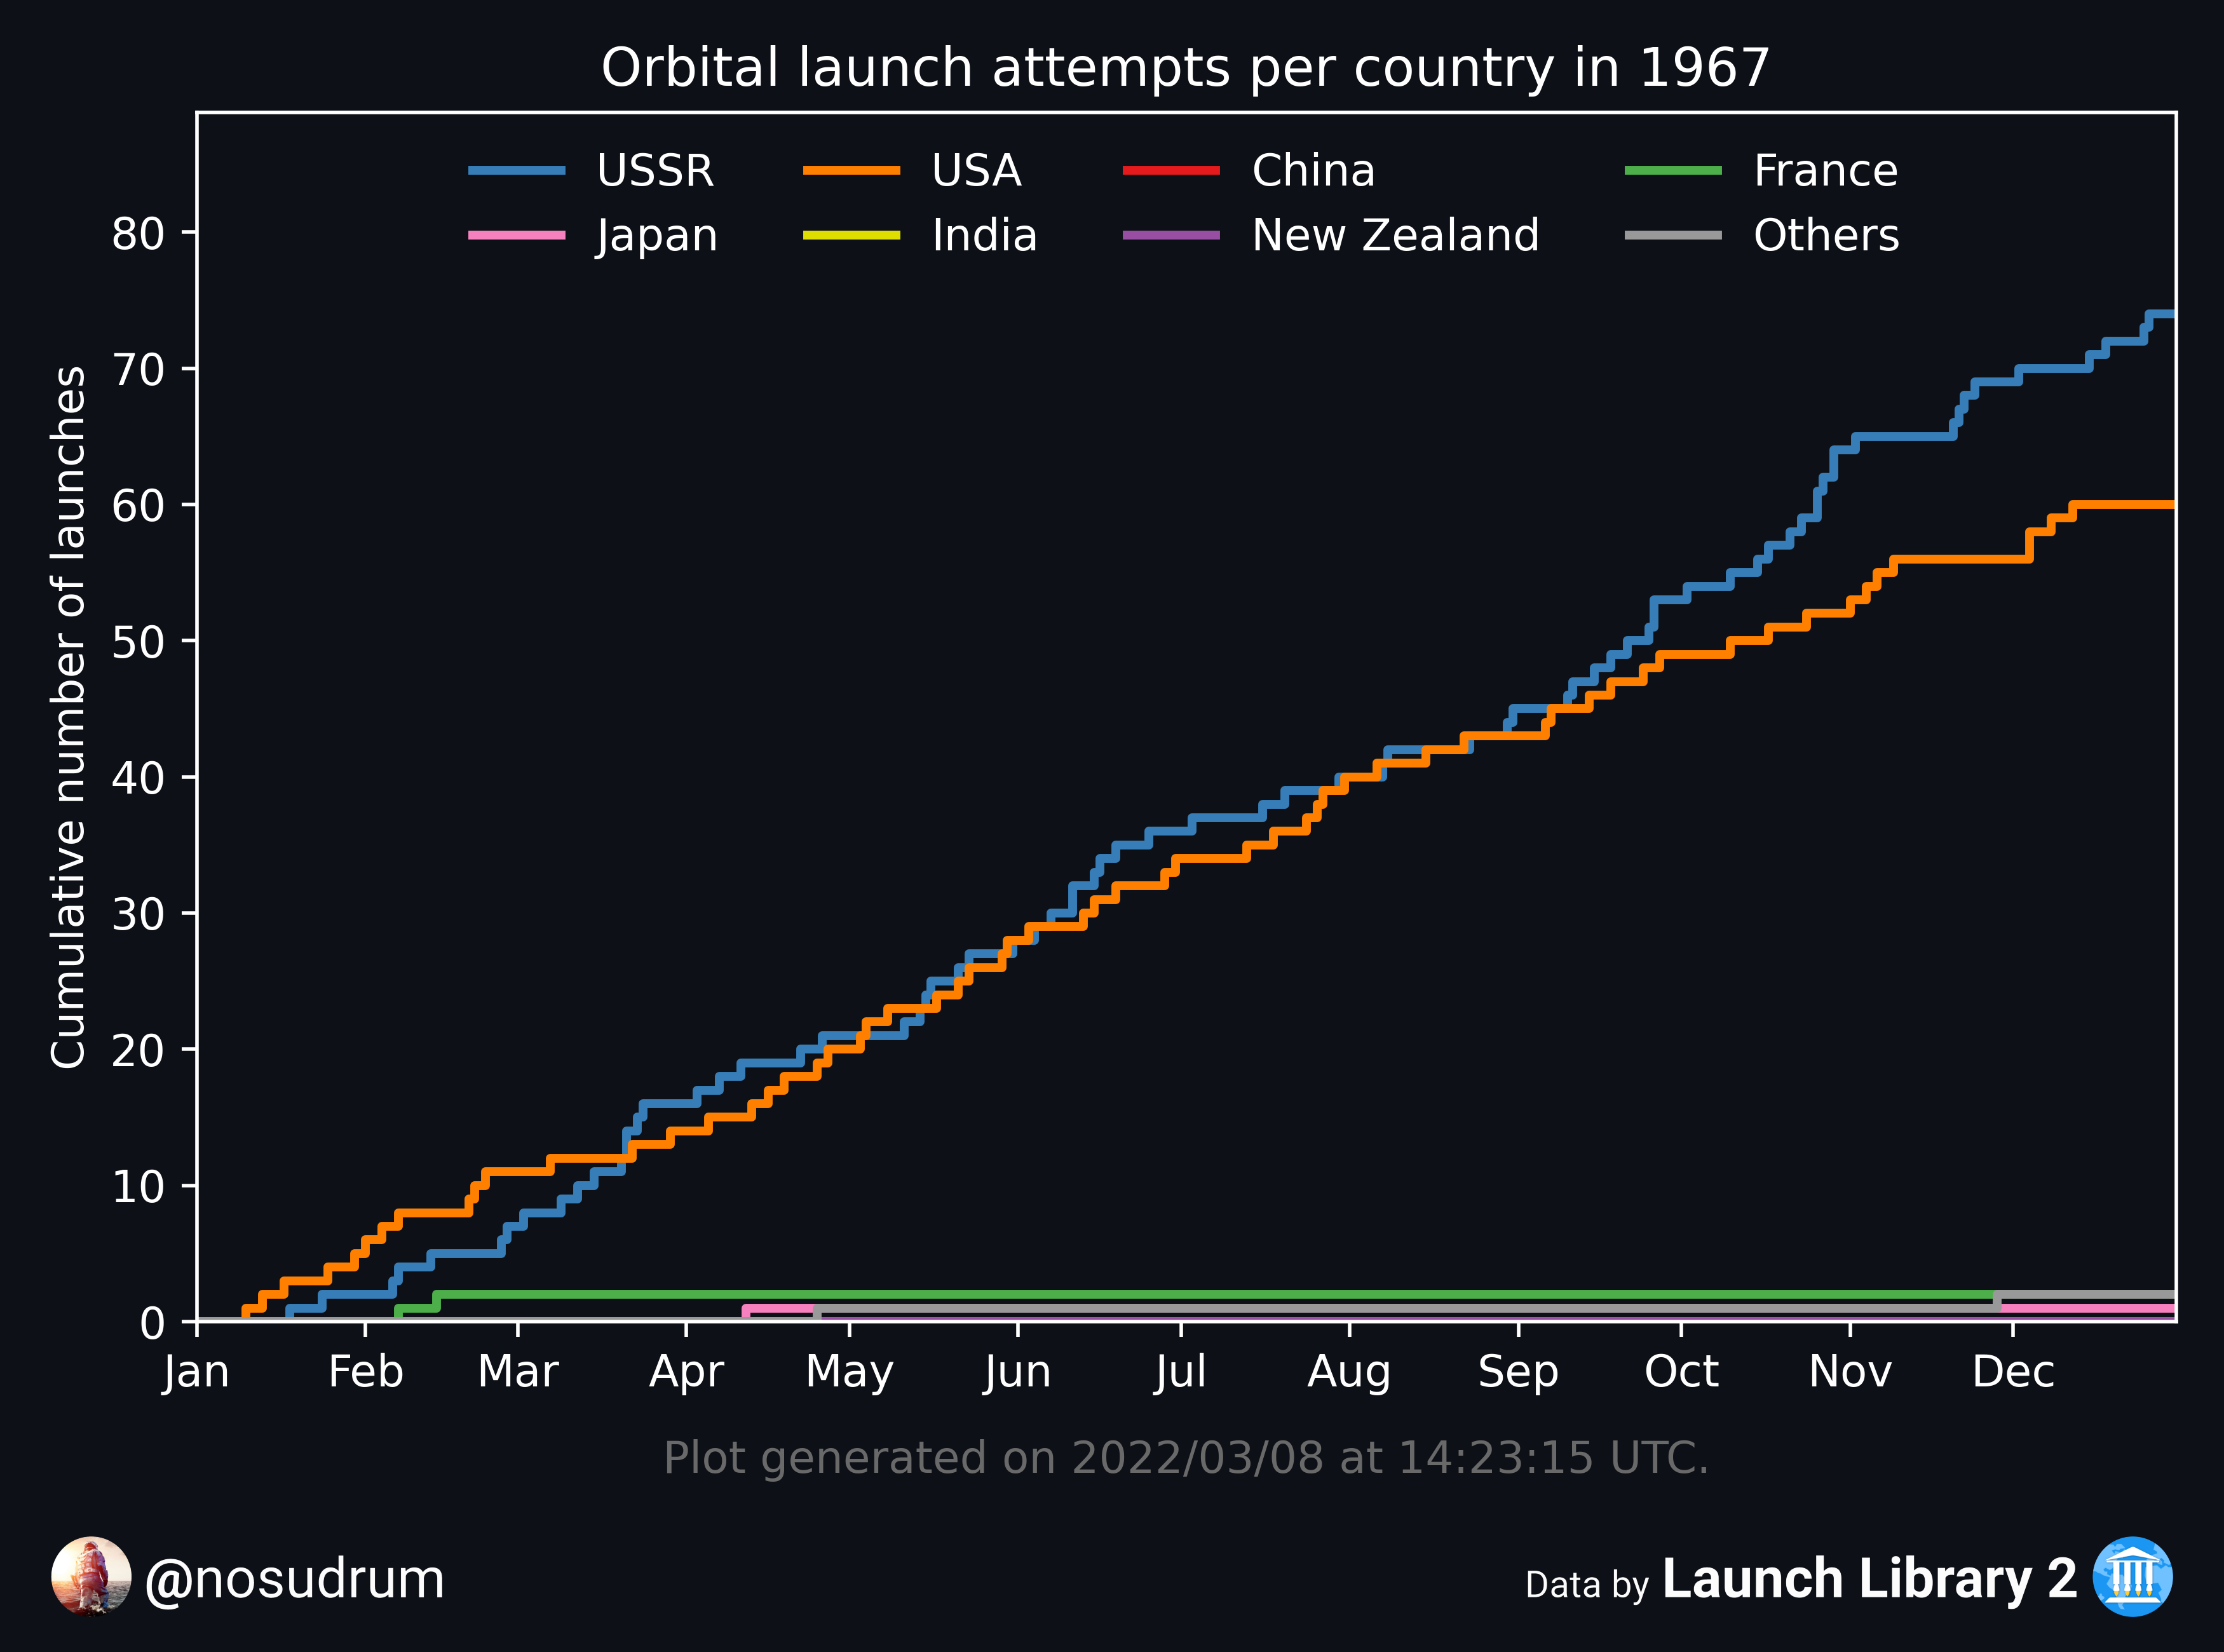 Orbital launch attempts per country in 1967
USSR USA China France
Japan India New Zealand Others
Cumulative number of launches
80
70
60
50
40
30
20
10
0
Jan Feb Mar Apr May Jun Jul Aug Sep Oct Nov Dec
Plot generated on 2022/03/08 at 14:23:15 UTC.
@nosudrum
Data by Launch Library 2